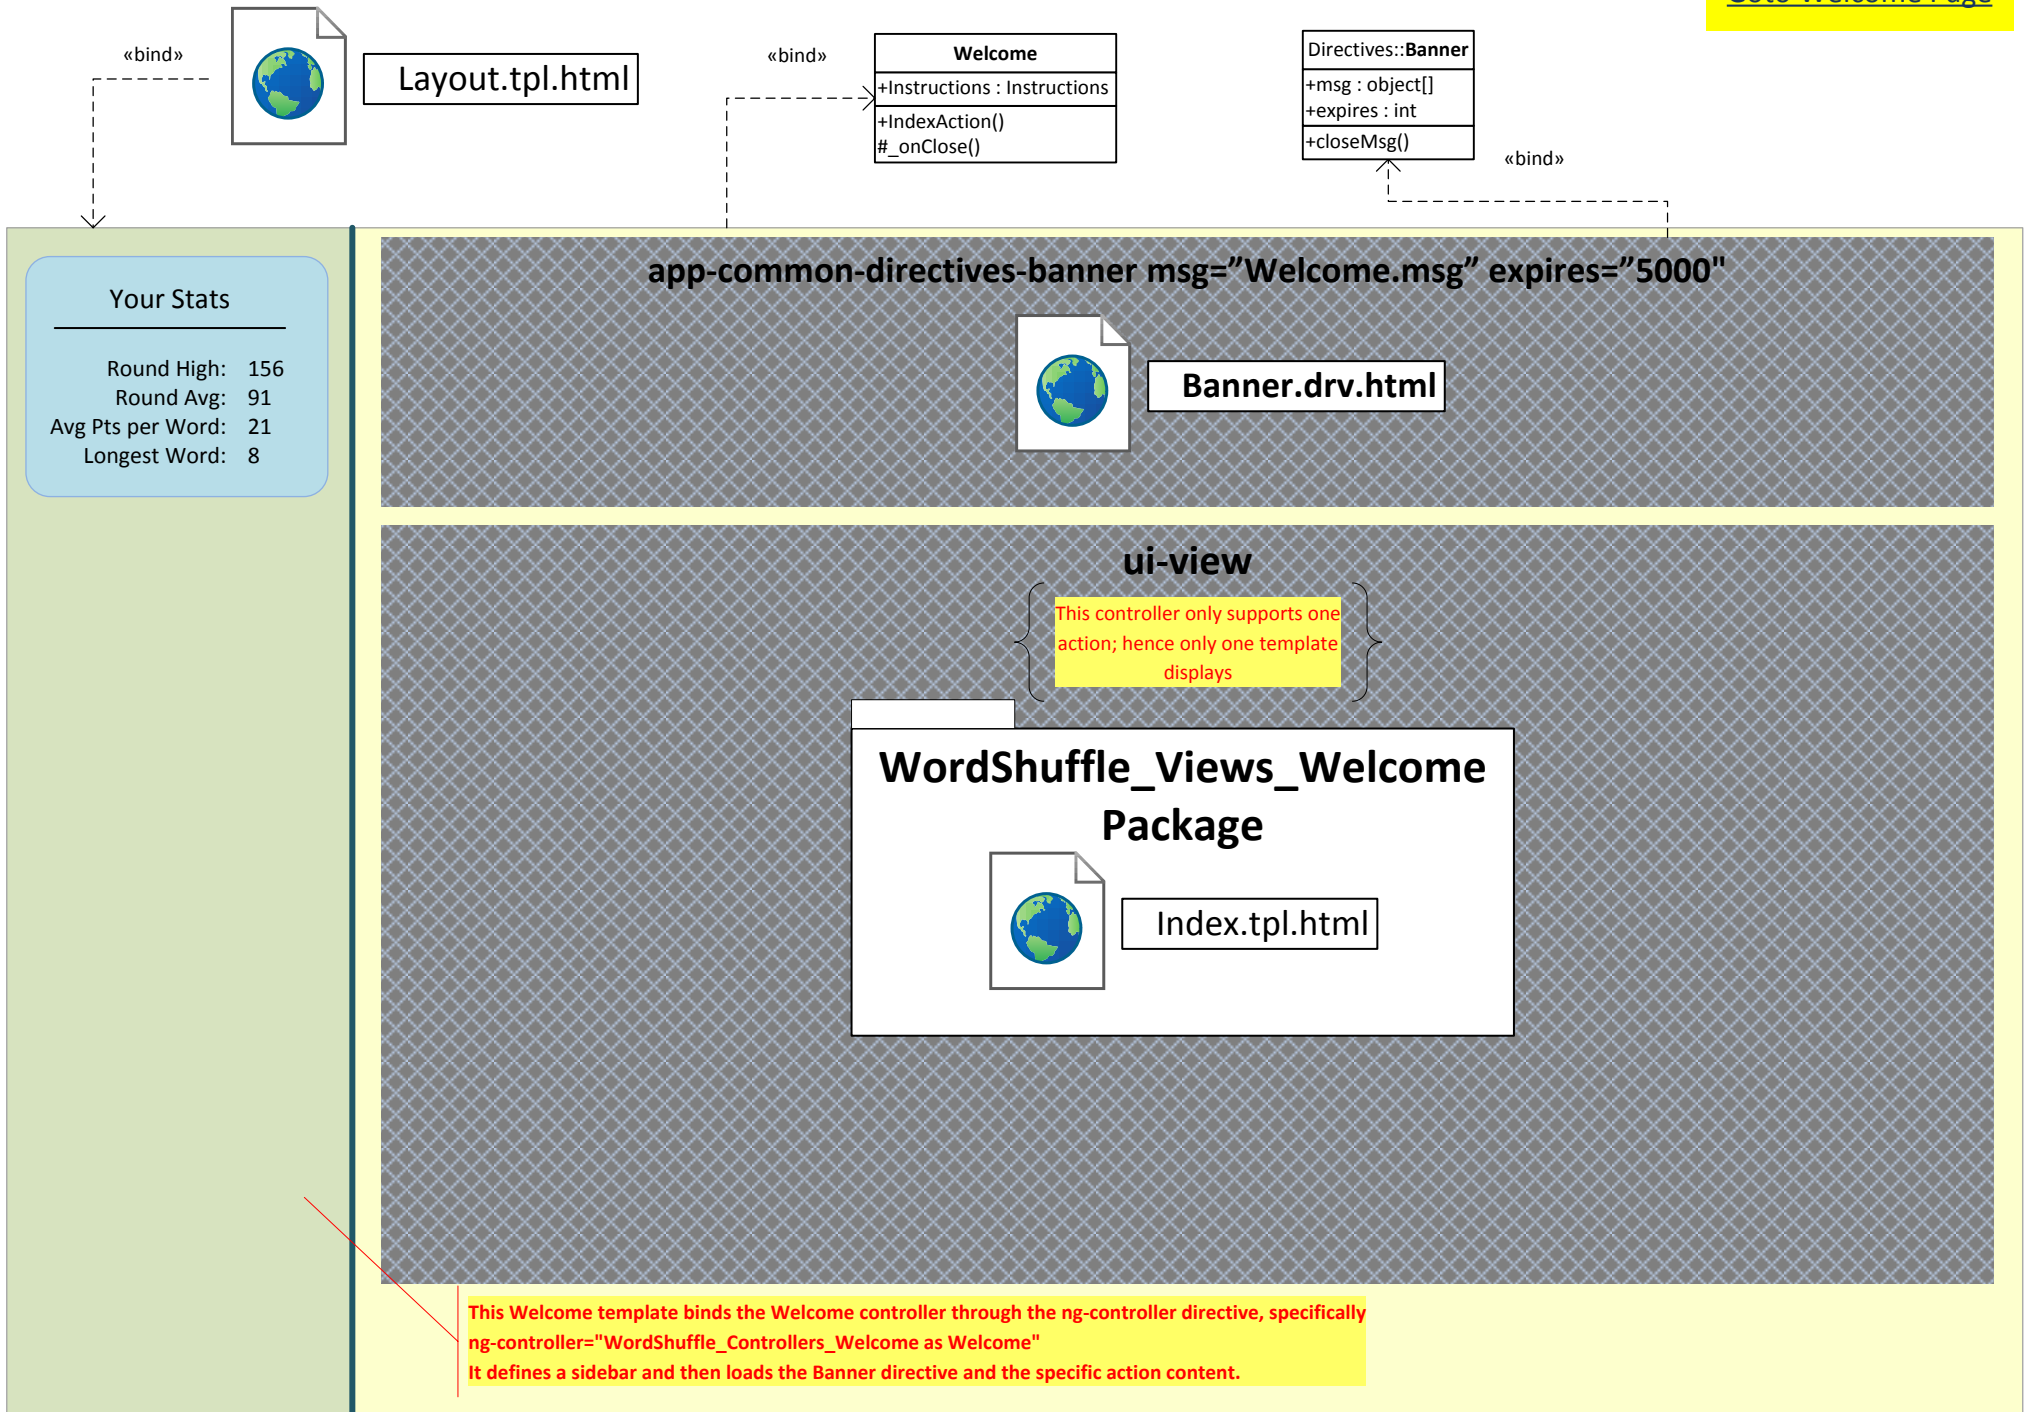 Goto Welcome Page
«bind»
Layout.tpl.html
«bind»
Welcome
+Instructions : Instructions
+IndexAction()
#_onClose()
Directives::Banner
+msg : object[]
+expires : int
+closeMsg()
«bind»
Your Stats
Round High: 156
Round Avg: 91
Avg Pts per Word: 21
Longest Word: 8
app-common-directives-banner msg=”Welcome.msg” expires=”5000"
Banner.drv.html
ui-view
This controller only supports one
action; hence only one template
displays
WordShuffle_Views_Welcome
Package
Index.tpl.html
This Welcome template binds the Welcome controller through the ng-controller directive, specifically
ng-controller="WordShuffle_Controllers_Welcome as Welcome"
It defines a sidebar and then loads the Banner directive and the specific action content.